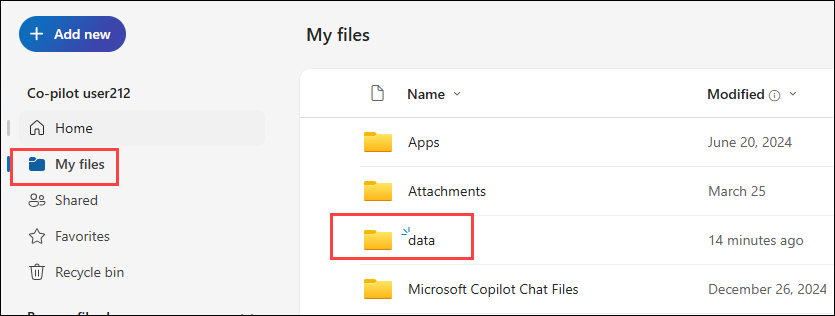 Add new
My files
Co-pilot user212
Home
My files
Shared
Favorites
Recycle bin
Name
Modified
Apps
June 20, 2024
Attachments
March 25
data
14 minutes ago
Microsoft Copilot Chat Files
December 26, 2024